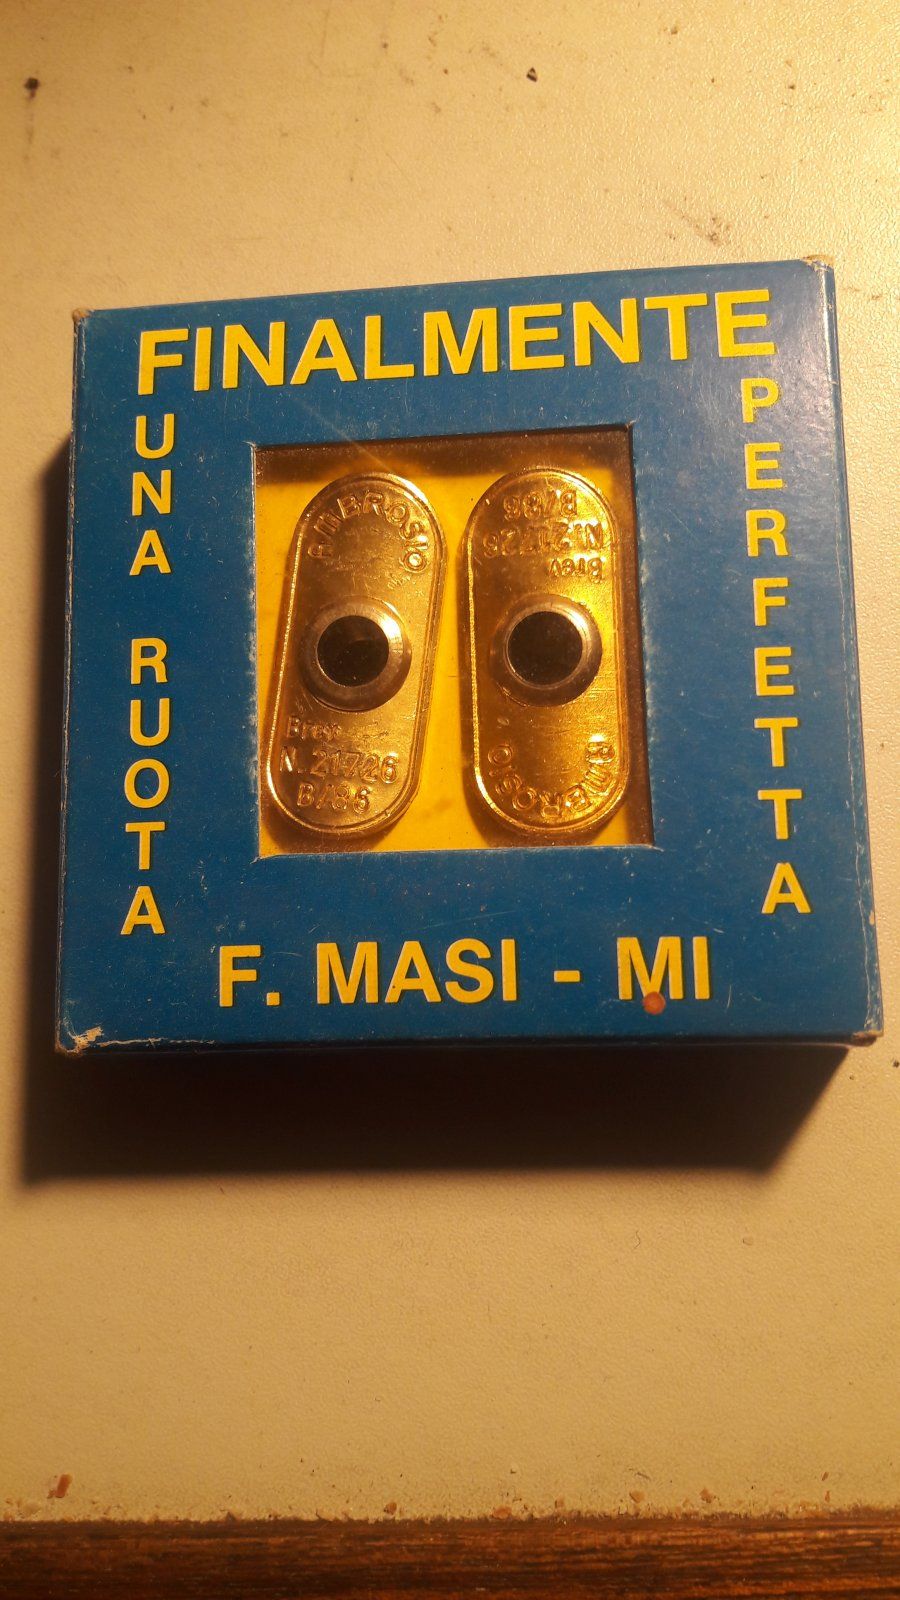 FINALMENTE
UNA RUOTA
PERFETTA
AMBROSIO
Brev
N. 21726
B/86
B/86
N. 21726
Brev
AMBROSIO
F. MASI - MI